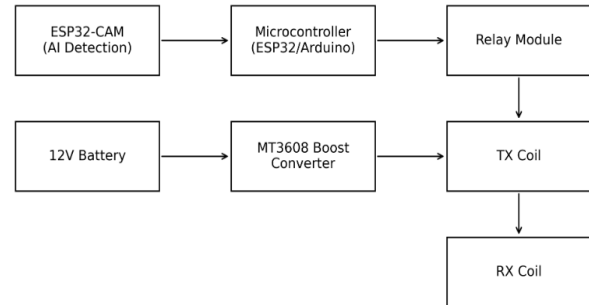 ESP32-CAM
(AI Detection)
Microcontroller
(ESP32/Arduino)
Relay Module
12V Battery
MT3608 Boost
Converter
TX Coil
RX Coil